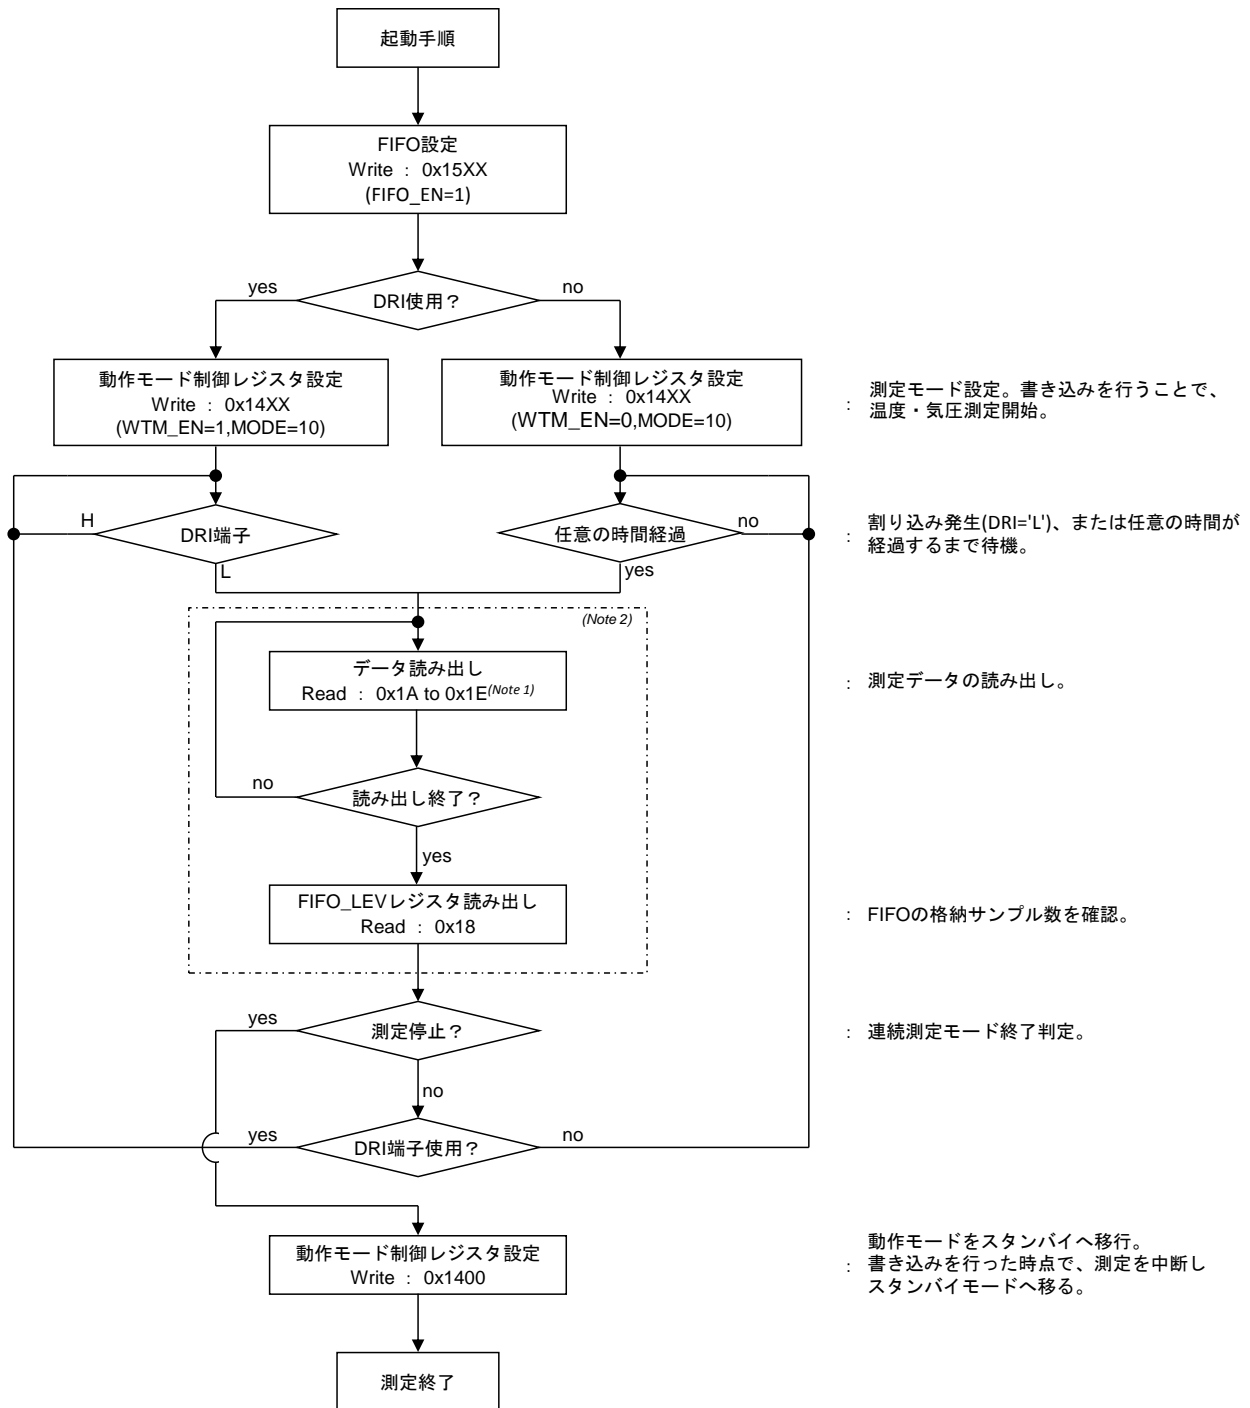 起動手順
FIFO設定
Write : 0x15XX
(FIFO_EN=1)
DRI使用？
yes
no
動作モード制御レジスタ設定
Write : 0x14XX
(WTM_EN=1,MODE=10)
動作モード制御レジスタ設定
Write : 0x14XX
(WTM_EN=0,MODE=10)
: 測定モード設定。書き込みを行うことで、
温度・気圧測定開始。
H
DRI端子
L
任意の時間経過
no
yes
: 割り込み発生(DRI='L')、または任意の時間が
経過するまで待機。
(Note 2)
データ読み出し
Read : 0x1A to 0x1E(Note 1)
: 測定データの読み出し。
no
読み出し終了？
yes
FIFO_LEVレジスタ読み出し
Read : 0x18
: FIFOの格納サンプル数を確認。
yes
測定停止？
no
: 連続測定モード終了判定。
yes
DRI端子使用？
no
動作モード制御レジスタ設定
Write : 0x1400
動作モードをスタンバイへ移行。
: 書き込みを行った時点で、測定を中断し
スタンバイモードへ移る。
測定終了